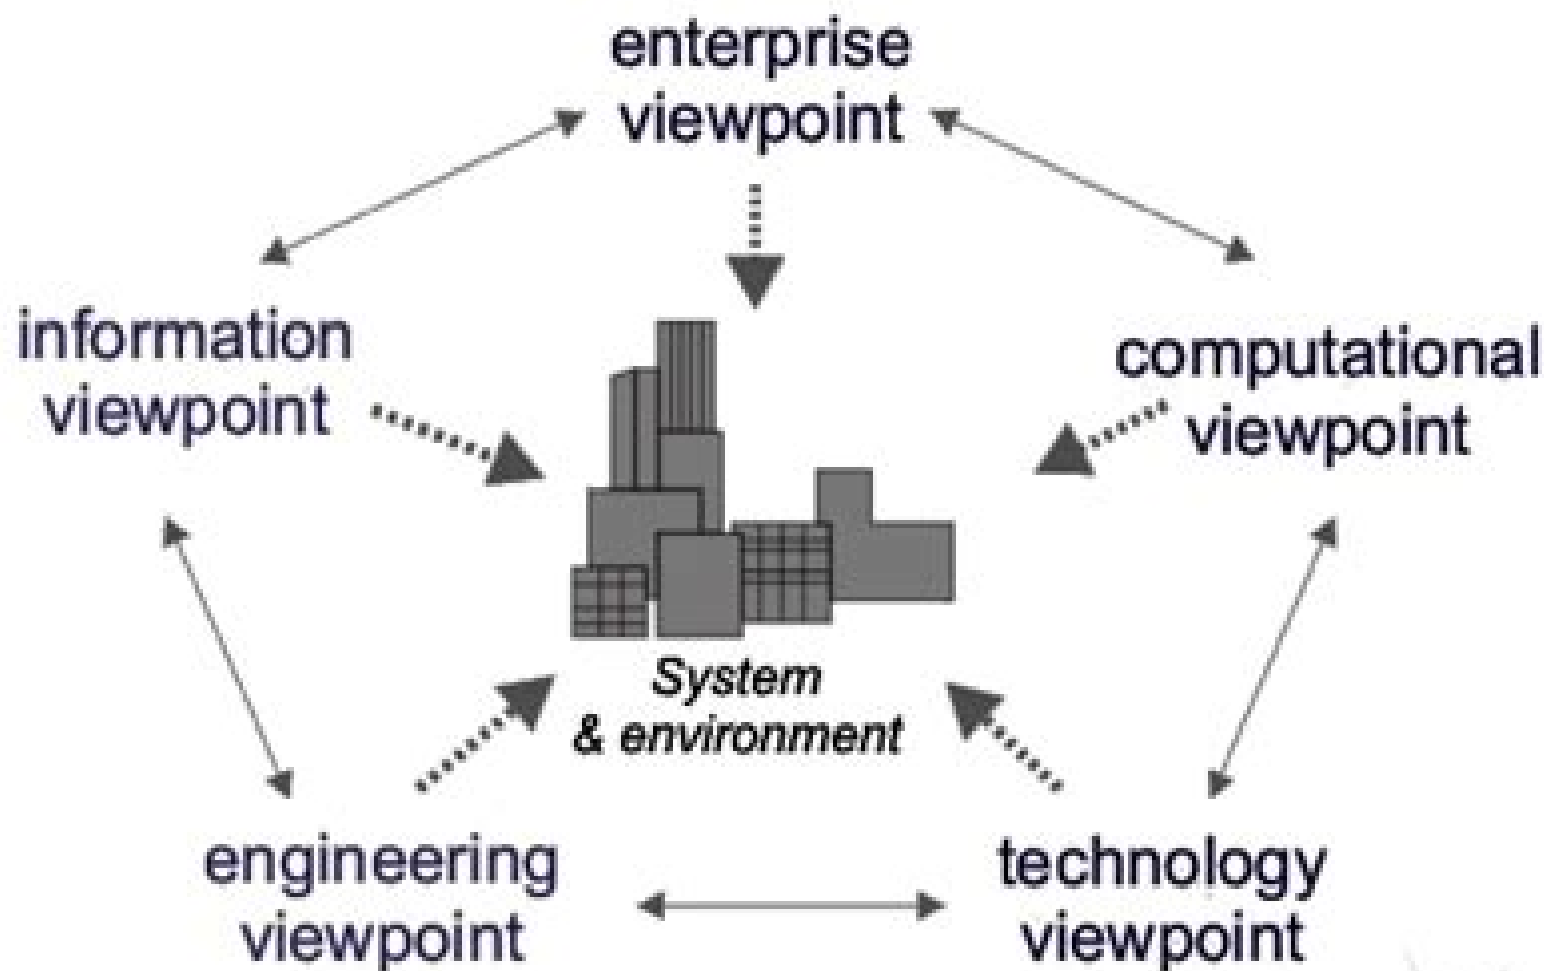 enterprise
viewpoint
information
viewpoint
computational
viewpoint
System
& environment
engineering
viewpoint
technology
viewpoint